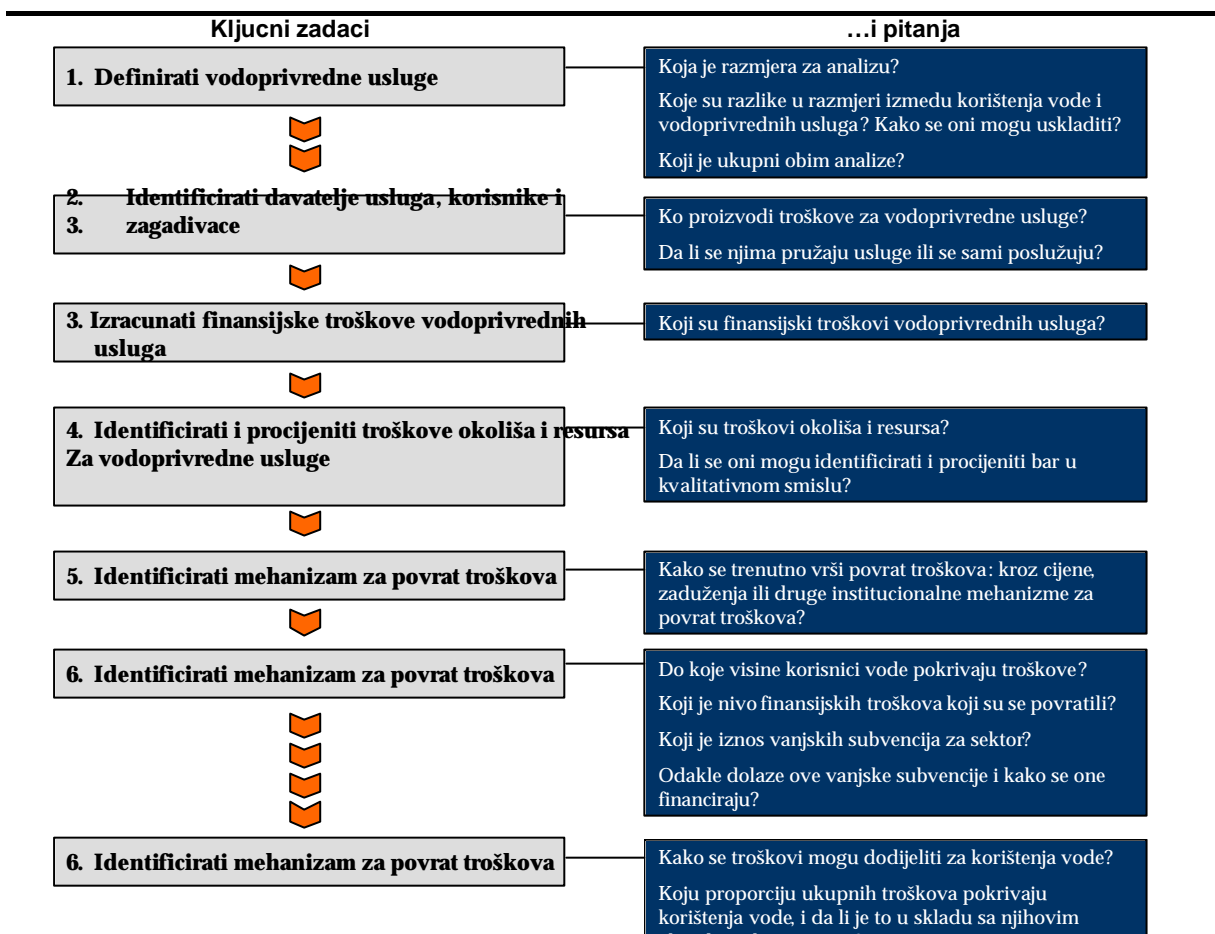 Kljucni zadaci
…i pitanja
1. Definirati vodoprivredne usluge
Koja je razmjera za analizu?
Koje su razlike u razmjeri izmedu korištenja vode i
vodoprivrednih usluga? Kako se oni mogu uskladiti?
Koji je ukupni obim analize?
2. Identificirati davatelje usluga, korisnike i
3. zagadivace
Ko proizvodi troškove za vodoprivredne usluge?
Da li se njima pružaju usluge ili se sami poslužuju?
3. Izracunati finansijske troškove vodoprivrednih
usluga
Koji su finansijski troškovi vodoprivrednih usluga?
4. Identificirati i procijeniti troškove okoliša i resursa
Za vodoprivredne usluge
Koji su troškovi okoliša i resursa?
Da li se oni mogu identificirati i procijeniti bar u
kvalitativnom smislu?
5. Identificirati mehanizam za povrat troškova
Kako se trenutno vrši povrat troškova: kroz cijene,
zaduženja ili druge institucionalne mehanizme za
povrat troškova?
6. Identificirati mehanizam za povrat troškova
Do koje visine korisnici vode pokrivaju troškove?
Koji je nivo finansijskih troškova koji su se povratili?
Koji je iznos vanjskih subvencija za sektor?
Odakle dolaze ove vanjske subvencije i kako se one
financiraju?
6. Identificirati mehanizam za povrat troškova
Kako se troškovi mogu dodijeliti za korištenja vode?
Koju proporciju ukupnih troškova pokrivaju
korištenja vode, i da li je to u skladu sa njihovim